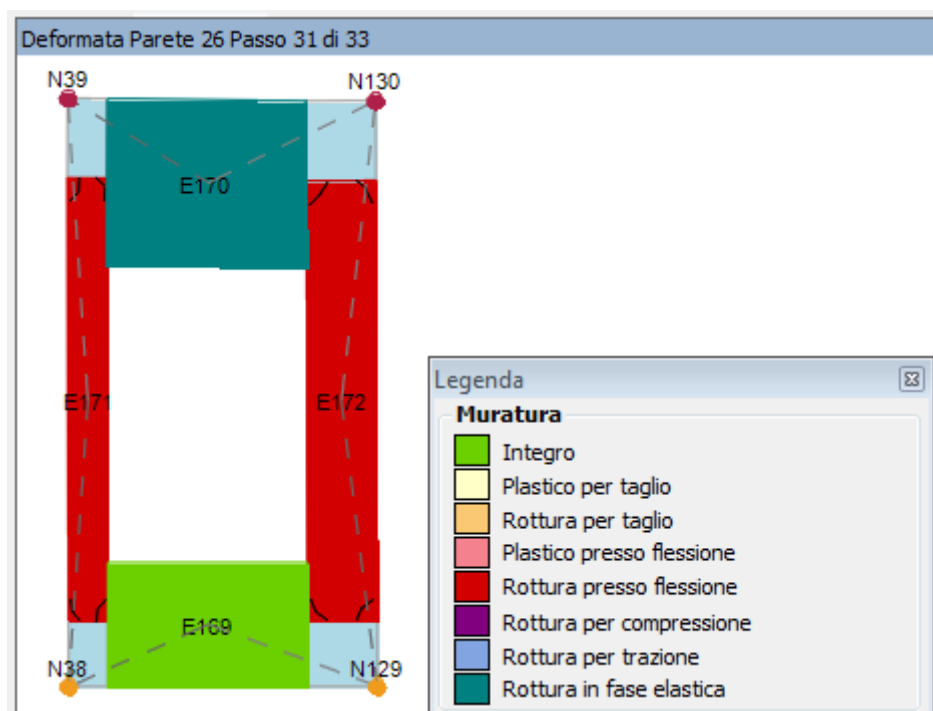 Deformata Parete 26 Passo 31 di 33
N39
N130
E170
E171
E172
E169
N38
N129
Legenda
Muratura
Integro
Plastico per taglio
Rottura per taglio
Plastico presso flessione
Rottura presso flessione
Rottura per compressione
Rottura per trazione
Rottura in fase elastica